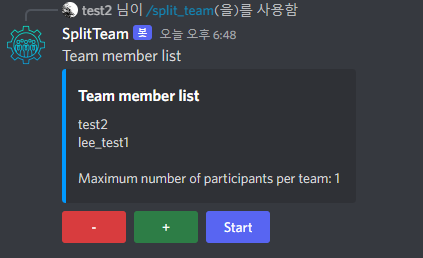 test2 님이 /split_team(을)를 사용함
SplitTeam 봇 오늘 오후 6:48
Team member list
Team member list
test2
lee_test1
Maximum number of participants per team: 1
-
+
Start